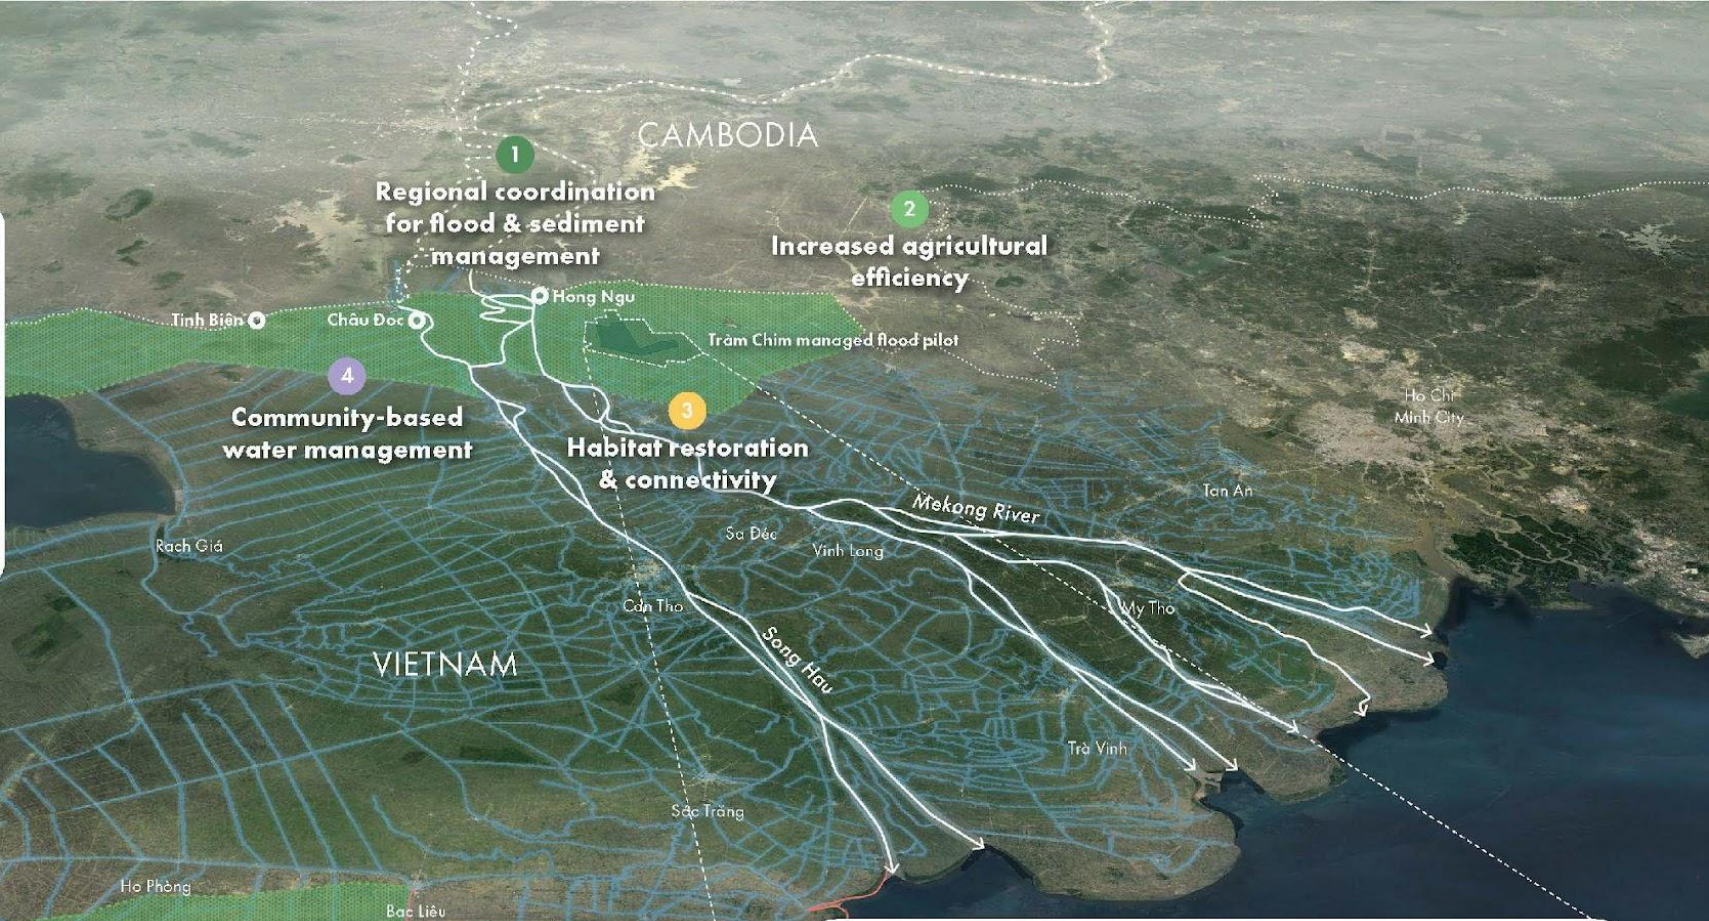 CAMBODIA
1
Regional coordination
for flood & sediment
management
2
Increased agricultural
efficiency
Hong Ngu
Tinh Biên
Châu Đoc
Tràm Chim managed flood pilot
4
Community-based
water management
3
Habitat restoration
& connectivity
Ho Chi
Minh City
Tan An
Mekong River
Sa Déc
Vinh Long
Rach Giá
Can Tho
My Tho
Song Hau
VIETNAM
Trà Vinh
Sóc Trăng
Ho Phòng
Bac Liêu